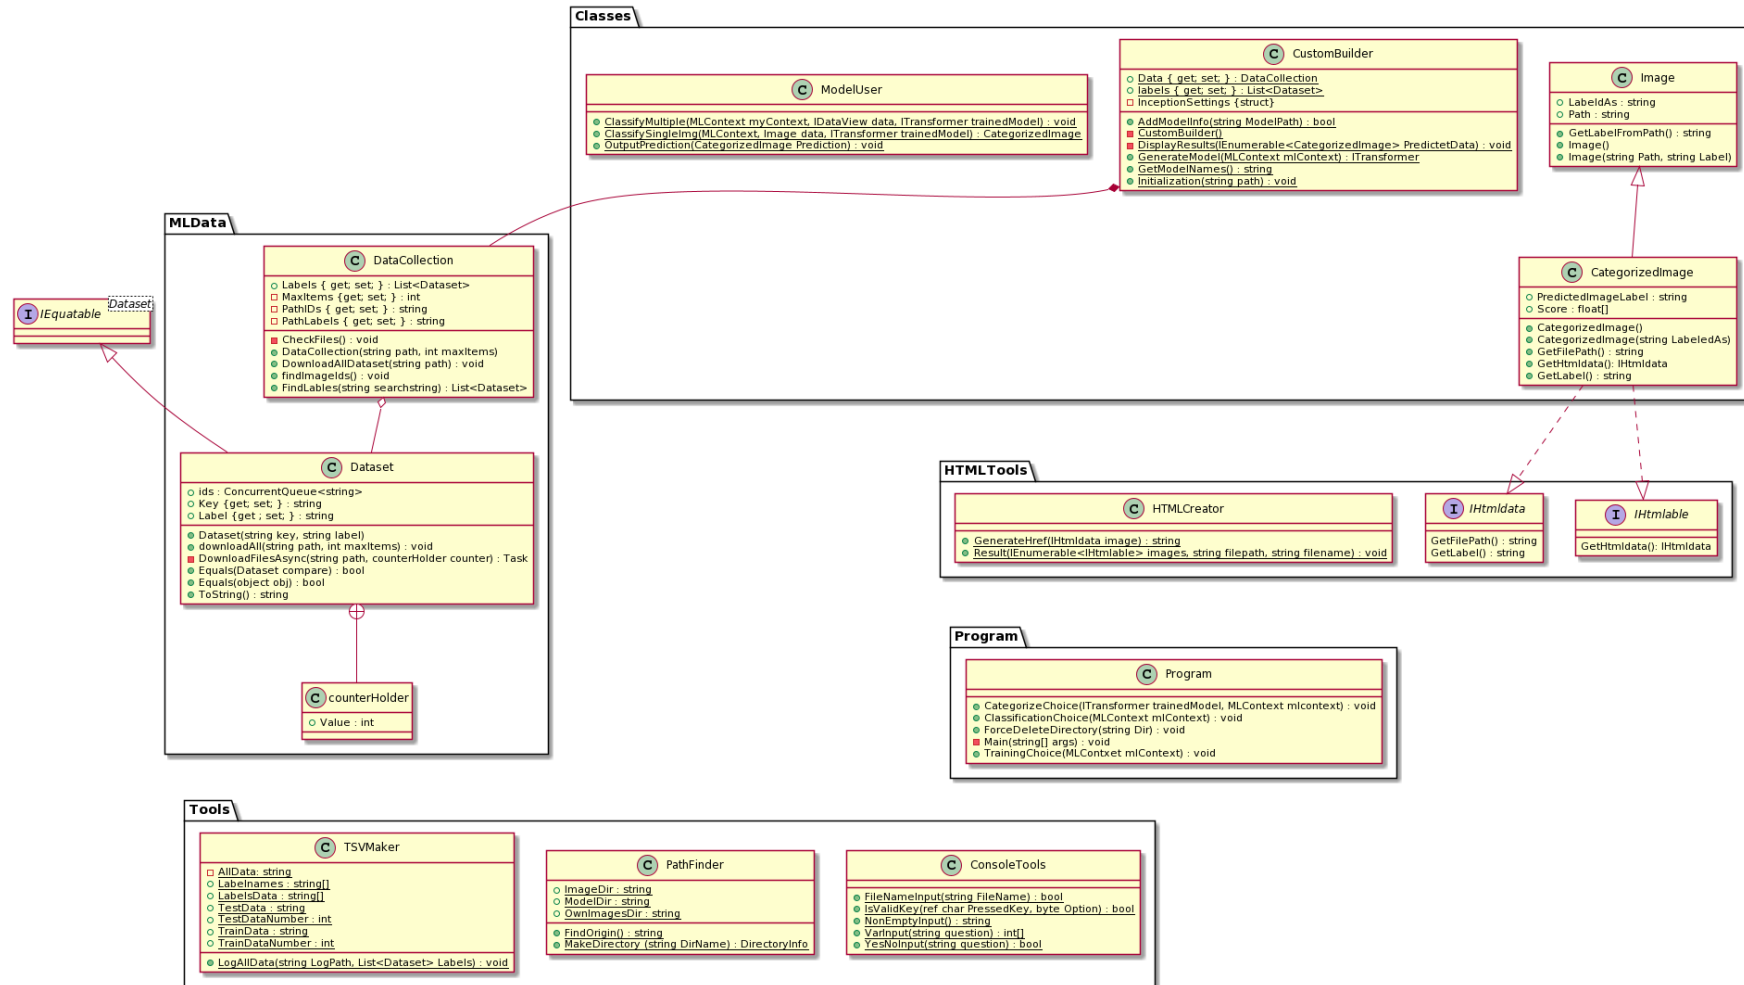 Classes
C ModelUser
ClassifyMultiple(MLContext myContext, IDataView data, ITransformer trainedModel) : void
ClassifySingleImg(MLContext, Image data, ITransformer trainedModel) : CategorizedImage
OutputPrediction(CategorizedImage Prediction) : void
C CustomBuilder
Data { get; set; } : DataCollection
labels { get; set; } : List<Dataset>
InceptionSettings {struct}
AddModelInfo(string ModelPath) : bool
CustomBuilder()
DisplayResults(IEnumerable<CategorizedImage> PredictetData) : void
GenerateModel(MLContext mlContext) : ITransformer
GetModelNames() : string
Initialization(string path) : void
C Image
LabeldAs : string
Path : string
GetLabelFromPath() : string
Image()
Image(string Path, string Label)
C CategorizedImage
PredictedImageLabel : string
Score : float[]
CategorizedImage()
CategorizedImage(string LabeledAs)
GetFilePath() : string
GetHtmldata(): IHtmldata
GetLabel() : string
MLData
C DataCollection
Labels { get; set; } : List<Dataset>
MaxItems {get; set; } : int
PathIDs { get; set; } : string
PathLabels { get; set; } : string
CheckFiles() : void
DataCollection(string path, int maxItems)
DownloadAllDataset(string path) : void
findImageIds() : void
FindLables(string searchstring) : List<Dataset>
I IEquatable
Dataset
C Dataset
ids : ConcurrentQueue<string>
Key {get; set; } : string
Label {get ; set; } : string
Dataset(string key, string label)
downloadAll(string path, int maxItems) : void
DownloadFilesAsync(string path, counterHolder counter) : Task
Equals(Dataset compare) : bool
Equals(object obj) : bool
ToString() : string
C counterHolder
Value : int
HTMLTools
C HTMLCreator
GenerateHref(IHtmldata image) : string
Result(IEnumerable<IHtmlable> images, string filepath, string filename) : void
I IHtmldata
GetFilePath() : string
GetLabel() : string
I IHtmlable
GetHtmldata(): IHtmldata
Program
C Program
CategorizeChoice(ITransformer trainedModel, MLContext mlcontext) : void
ClassificationChoice(MLContext mlContext) : void
ForceDeleteDirectory(string Dir) : void
Main(string[] args) : void
TrainingChoice(MLContxet mlContext) : void
Tools
C TSVMaker
AllData: string
Labelnames : string[]
LabelsData : string[]
TestData : string
TestDataNumber : int
TrainData : string
TrainDataNumber : int
LogAllData(string LogPath, List<Dataset> Labels) : void
C PathFinder
ImageDir : string
ModelDir : string
OwnImagesDir : string
FindOrigin() : string
MakeDirectory (string DirName) : DirectoryInfo
C ConsoleTools
FileNameInput(string FileName) : bool
IsValidKey(ref char PressedKey, byte Option) : bool
NonEmptyInput() : string
VarInput(string question) : int[]
YesNoInput(string question) : bool